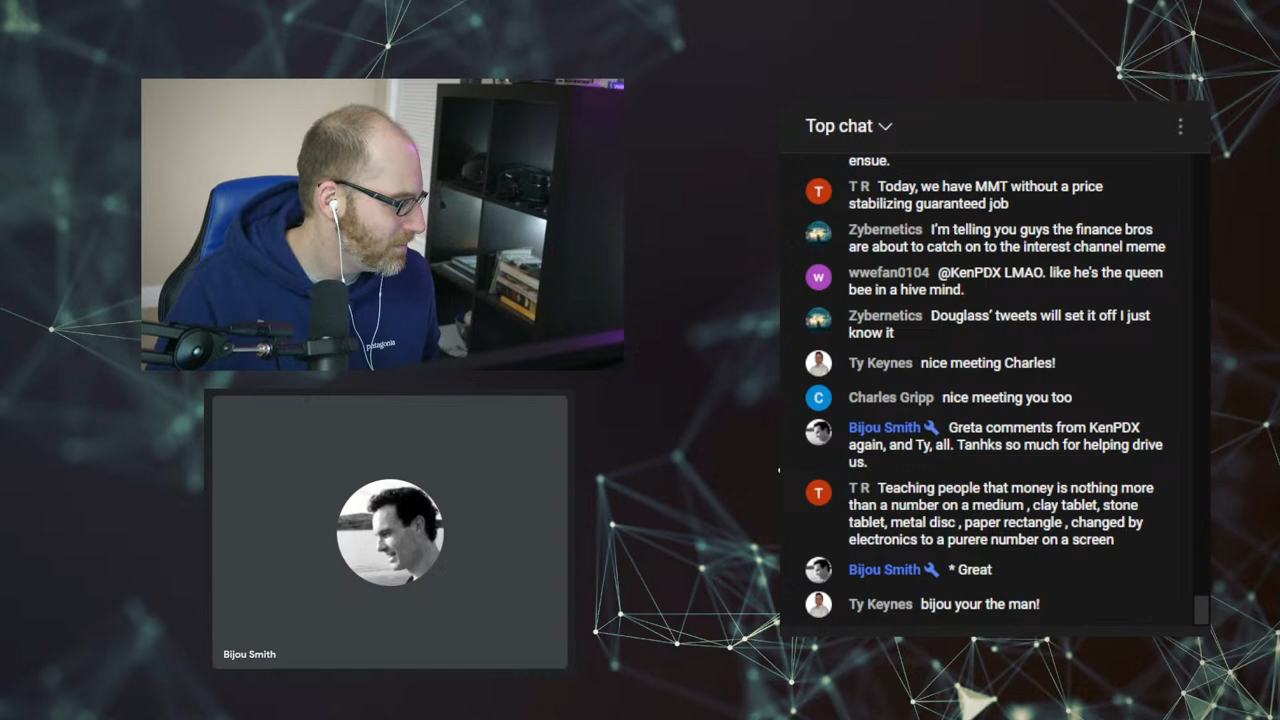 Top chat
ensue.
T R Today, we have MMT without a price
stabilizing guaranteed job
Zybernetics I'm telling you guys the finance bros
are about to catch on to the interest channel meme
w
wwefan0104 @KenPDX LMAO. like he's the queen
bee in a hive mind.
Zybernetics Douglass' tweets will set it off I just
know it
Ty Keynes nice meeting Charles!
C
Charles Gripp nice meeting you too
Bijou Smith Greta comments from KenPDX
again, and Ty, all. Tanhks so much for helping drive
us.
T
T R Teaching people that money is nothing more
than a number on a medium , clay tablet, stone
tablet, metal disc , paper rectangle , changed by
electronics to a purere number on a screen
Bijou Smith * Great
Ty Keynes bijou your the man!
T
patagonia
Bijou Smith